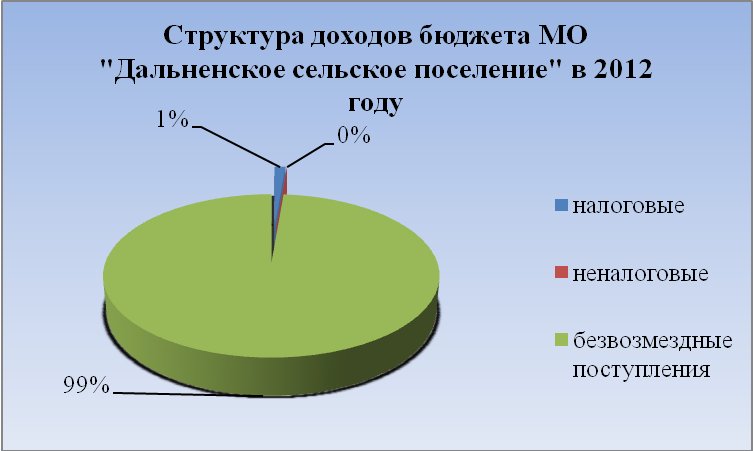 Структура доходов бюджета МО
"Дальненское сельское поселение" в 2012
году
1%
0%
налоговые
неналоговые
безвозмездные
поступления
99%